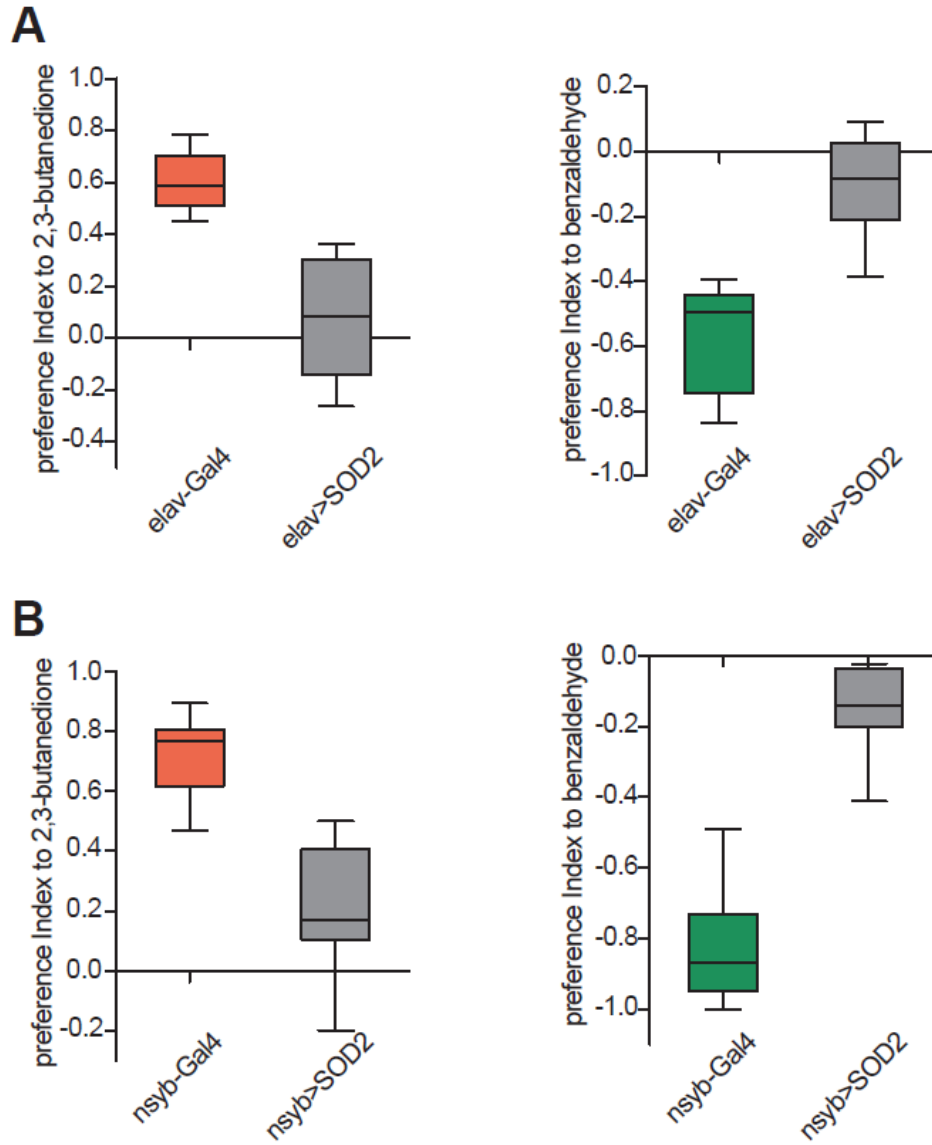 A
preference Index to 2,3-butanedione
1.0
0.8
0.6
0.4
0.2
0.0
-0.2
-0.4
elav-Gal4
elav>SOD2
preference Index to benzaldehyde
0.2
0.0
-0.2
-0.4
-0.6
-0.8
-1.0
elav-Gal4
elav>SOD2
B
preference Index to 2,3-butanedione
1.0
0.8
0.6
0.4
0.2
0.0
-0.2
nsyb-Gal4
nsyb>SOD2
preference Index to benzaldehyde
0.0
-0.2
-0.4
-0.6
-0.8
-1.0
nsyb-Gal4
nsyb>SOD2